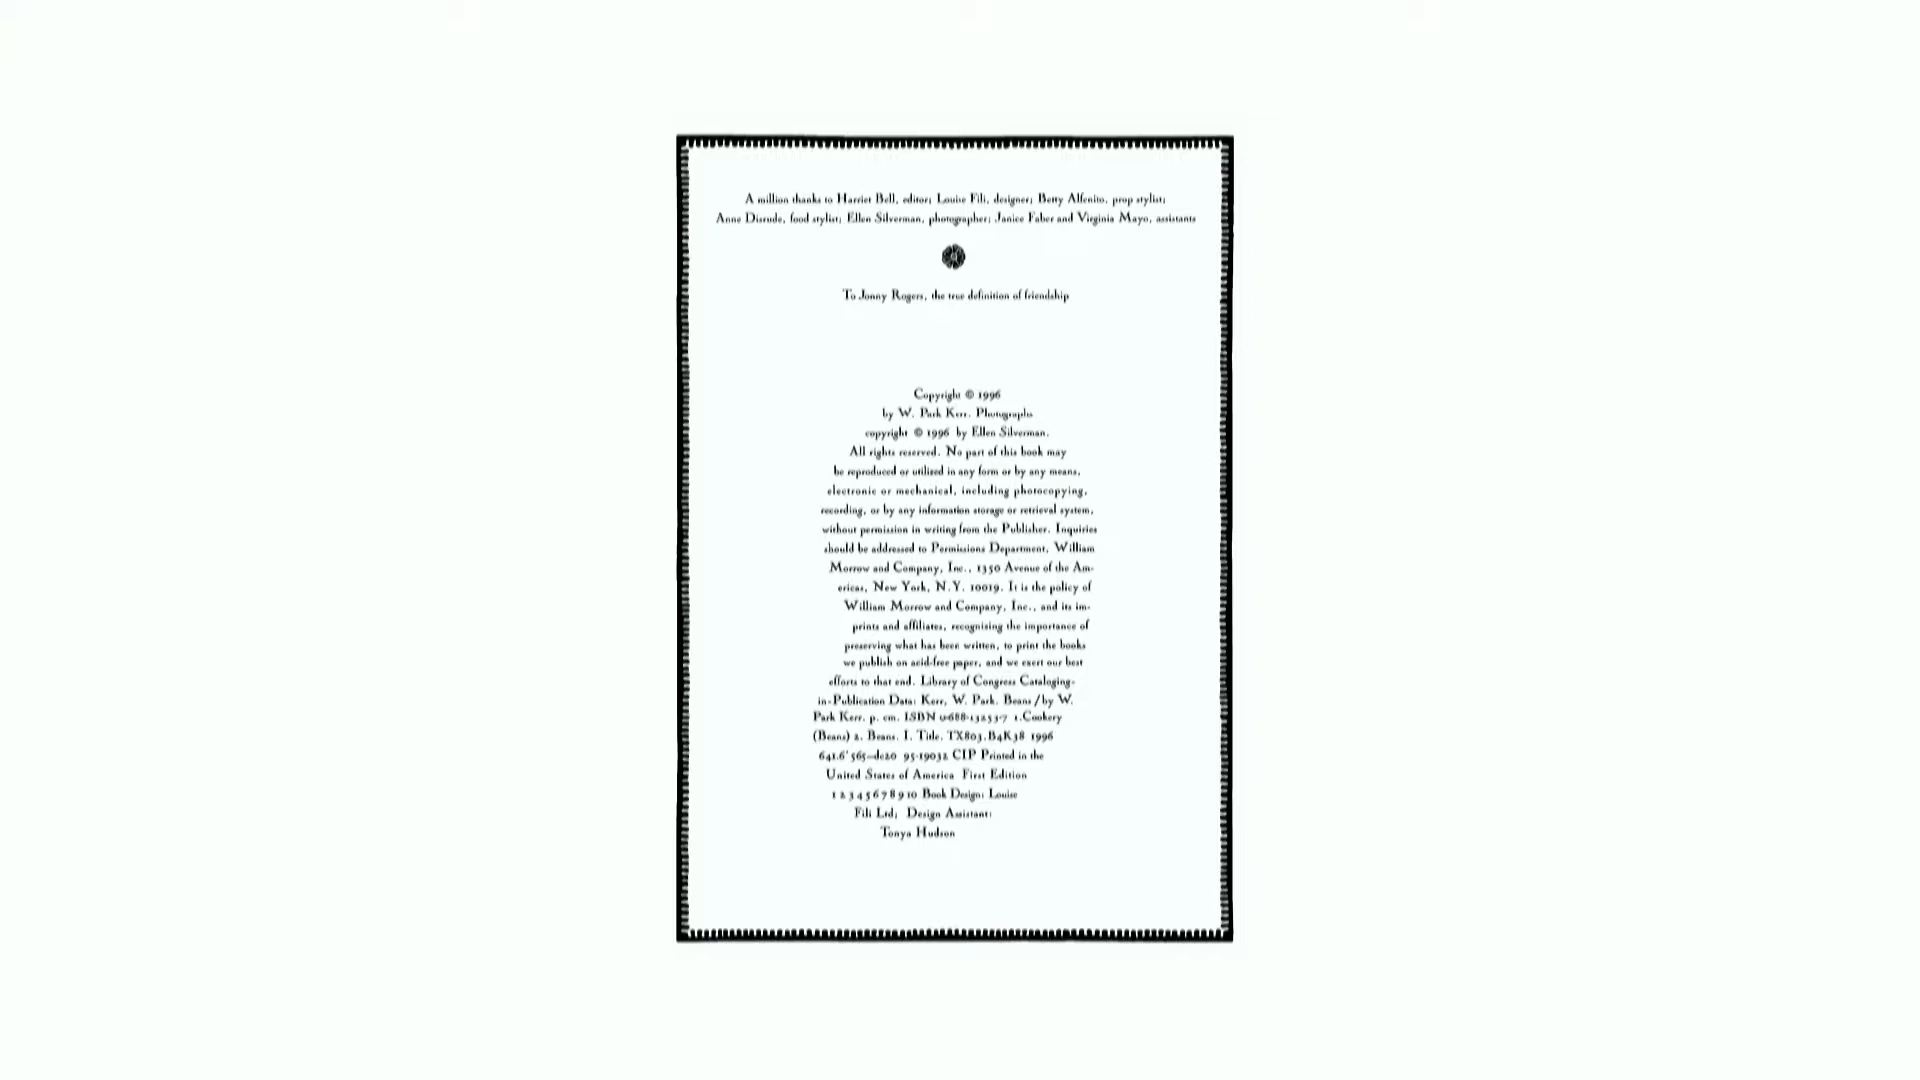 A million thanks to Harriet Bell, editor; Louise Fili, designer; Betty Alfenito, prop stylist;
Anne Disrude, food stylist; Ellen Silverman, photographer; Janice Faber and Virginia Mayo, assistants
To Jonny Rogers, the true definition of friendship
Copyright © 1996
by W. Park Kerr. Photographs
copyright © 1996 by Ellen Silverman.
All rights reserved. No part of this book may
be reproduced or utilized in any form or by any means,
electronic or mechanical, including photocopying,
recording, or by any information storage or retrieval system,
without permission in writing from the Publisher. Inquiries
should be addressed to Permissions Department, William
Morrow and Company, Inc., 1350 Avenue of the Am-
ericas, New York, N.Y. 10019. It is the policy of
William Morrow and Company, Inc., and its im-
prints and affiliates, recognizing the importance of
preserving what has been written, to print the books
we publish on acid-free paper, and we exert our best
efforts to that end. Library of Congress Cataloging-
in-Publication Data: Kerr, W. Park. Beans /by W.
Park Kerr. p. cm. ISBN 0-688-13253-7 1.Cookery
(Beans) 2. Beans. I. Title. TX803.B4K38 1996
641.6'565—dc20 95-19032 CIP Printed in the
United States of America First Edition
1 2 3 4 5 6 7 8 9 10 Book Design: Louise
Fili Ltd; Design Assistant:
Tonya Hudson